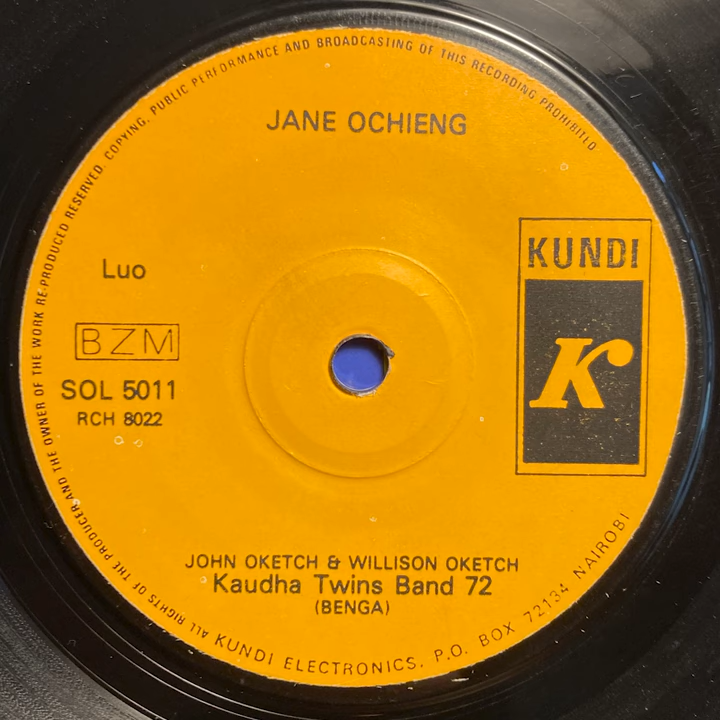 ALL RIGHTS OF THE PRODUCER AND THE OWNER OF THE WORK RE-PRODUCED RESERVED. COPYING, PUBLIC PERFORMANCE AND BROADCASTING OF THIS RECORDING PROHIBITED
JANE OCHIENG
KUNDI
K
Luo
BZM
SOL 5011
RCH 8022
JOHN OKETCH & WILLISON OKETCH
Kaudha Twins Band 72
(BENGA)
KUNDI ELECTRONICS. P.O. BOX 72134 NAIROBI